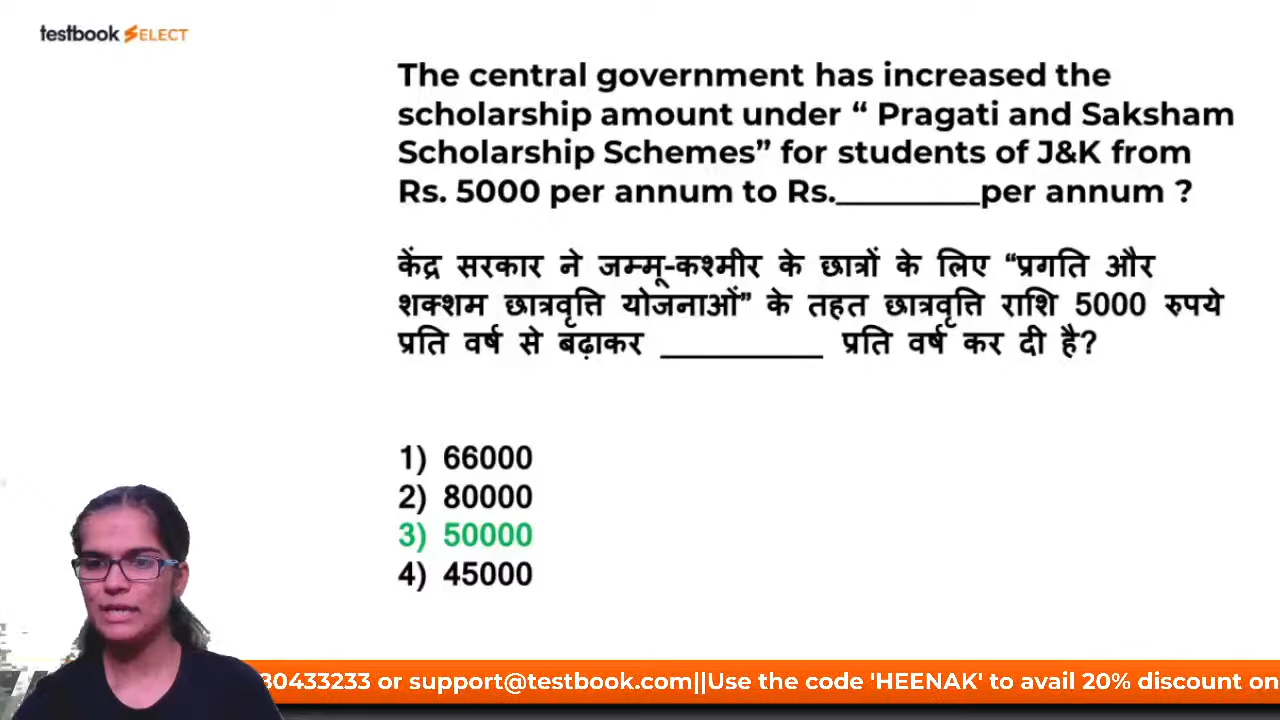 testbook SELECT
The central government has increased the
scholarship amount under “ Pragati and Saksham
Scholarship Schemes” for students of J&K from
Rs. 5000 per annum to Rs._________per annum ?
केंद्र सरकार ने जम्मू-कश्मीर के छात्रों के लिए “प्रगति और
शक्शम छात्रवृत्ति योजनाओं” के तहत छात्रवृत्ति राशि 5000 रुपये
प्रति वर्ष से बढ़ाकर __________ प्रति वर्ष कर दी है?
1) 66000
2) 80000
3) 50000
4) 45000
30433233 or support@testbook.com||Use the code 'HEENAK' to avail 20% discount on